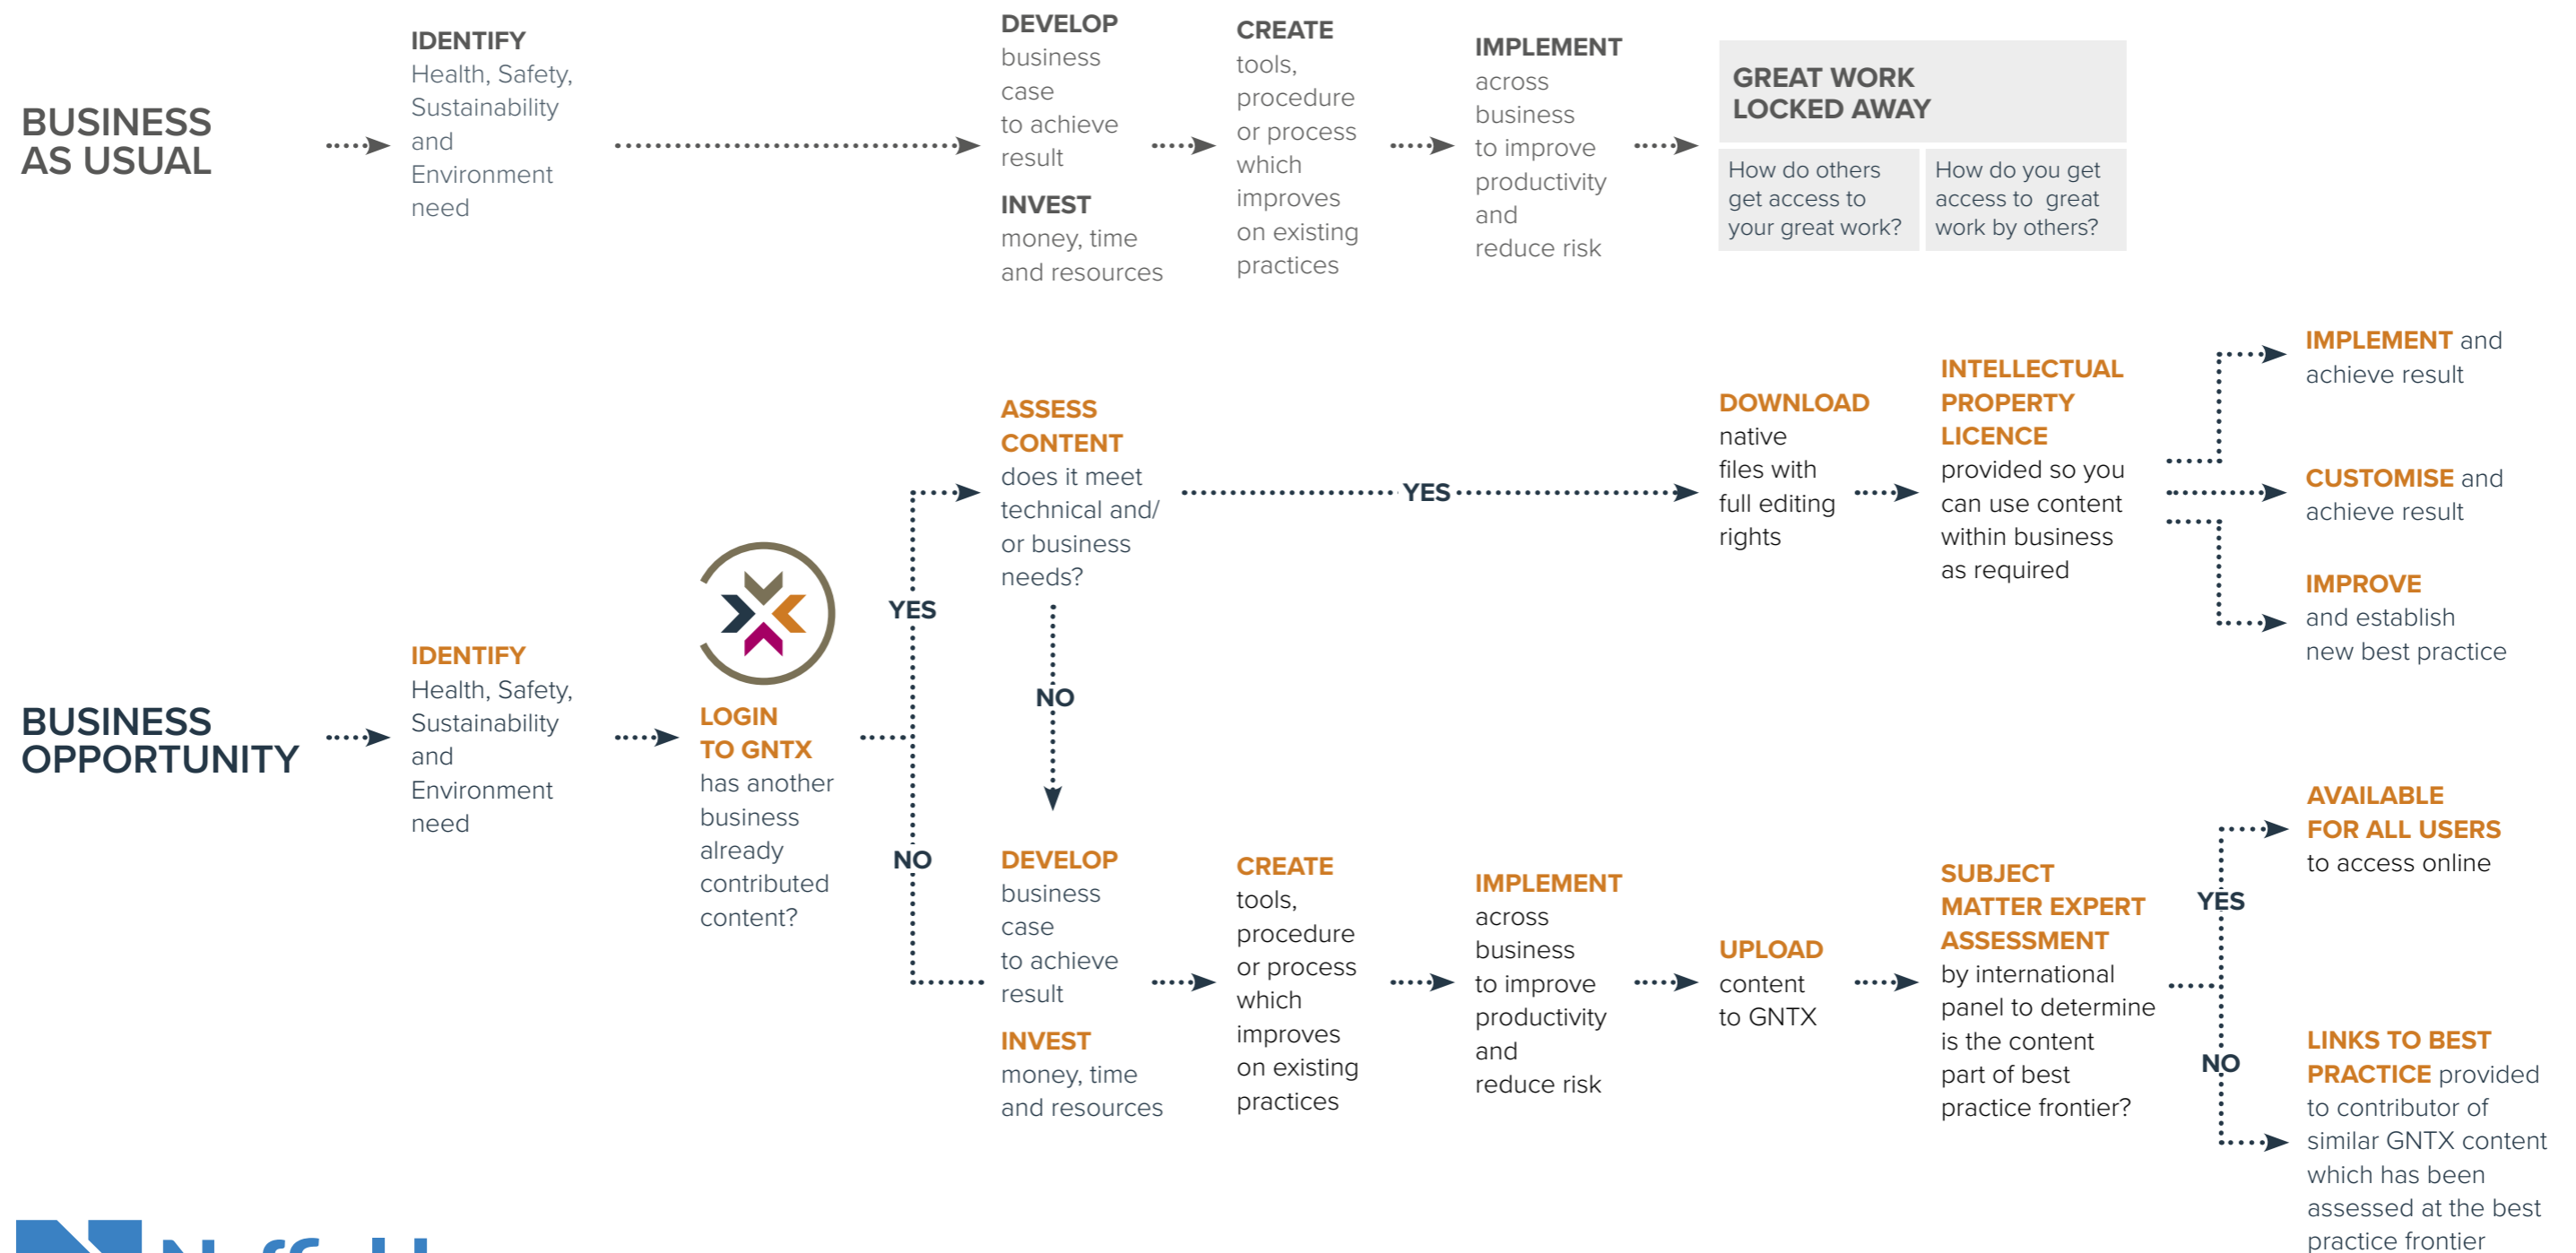 BUSINESS
AS USUAL
IDENTIFY
Health, Safety,
Sustainability
and
Environment
need
DEVELOP
business
case
to achieve
result
INVEST
money, time
and resources
CREATE
tools,
procedure
or process
which
improves
on existing
practices
IMPLEMENT
across
business
to improve
productivity
and
reduce risk
GREAT WORK
LOCKED AWAY
How do others
get access to
your great work?
How do you get
access to great
work by others?
BUSINESS
OPPORTUNITY
IDENTIFY
Health, Safety,
Sustainability
and
Environment
need
LOGIN
TO GNTX
has another
business
already
contributed
content?
YES
ASSESS
CONTENT
does it meet
technical and/
or business
needs?
YES
DOWNLOAD
native
files with
full editing
rights
INTELLECTUAL
PROPERTY
LICENCE
provided so you
can use content
within business
as required
IMPLEMENT and
achieve result
CUSTOMISE and
achieve result
IMPROVE
and establish
new best practice
NO
NO
DEVELOP
business
case
to achieve
result
INVEST
money, time
and resources
CREATE
tools,
procedure
or process
which
improves
on existing
practices
IMPLEMENT
across
business
to improve
productivity
and
reduce risk
UPLOAD
content
to GNTX
SUBJECT
MATTER EXPERT
ASSESSMENT
by international
panel to determine
is the content
part of best
practice frontier?
YES
AVAILABLE
FOR ALL USERS
to access online
NO
LINKS TO BEST
PRACTICE provided
to contributor of
similar GNTX content
which has been
assessed at the best
practice frontier